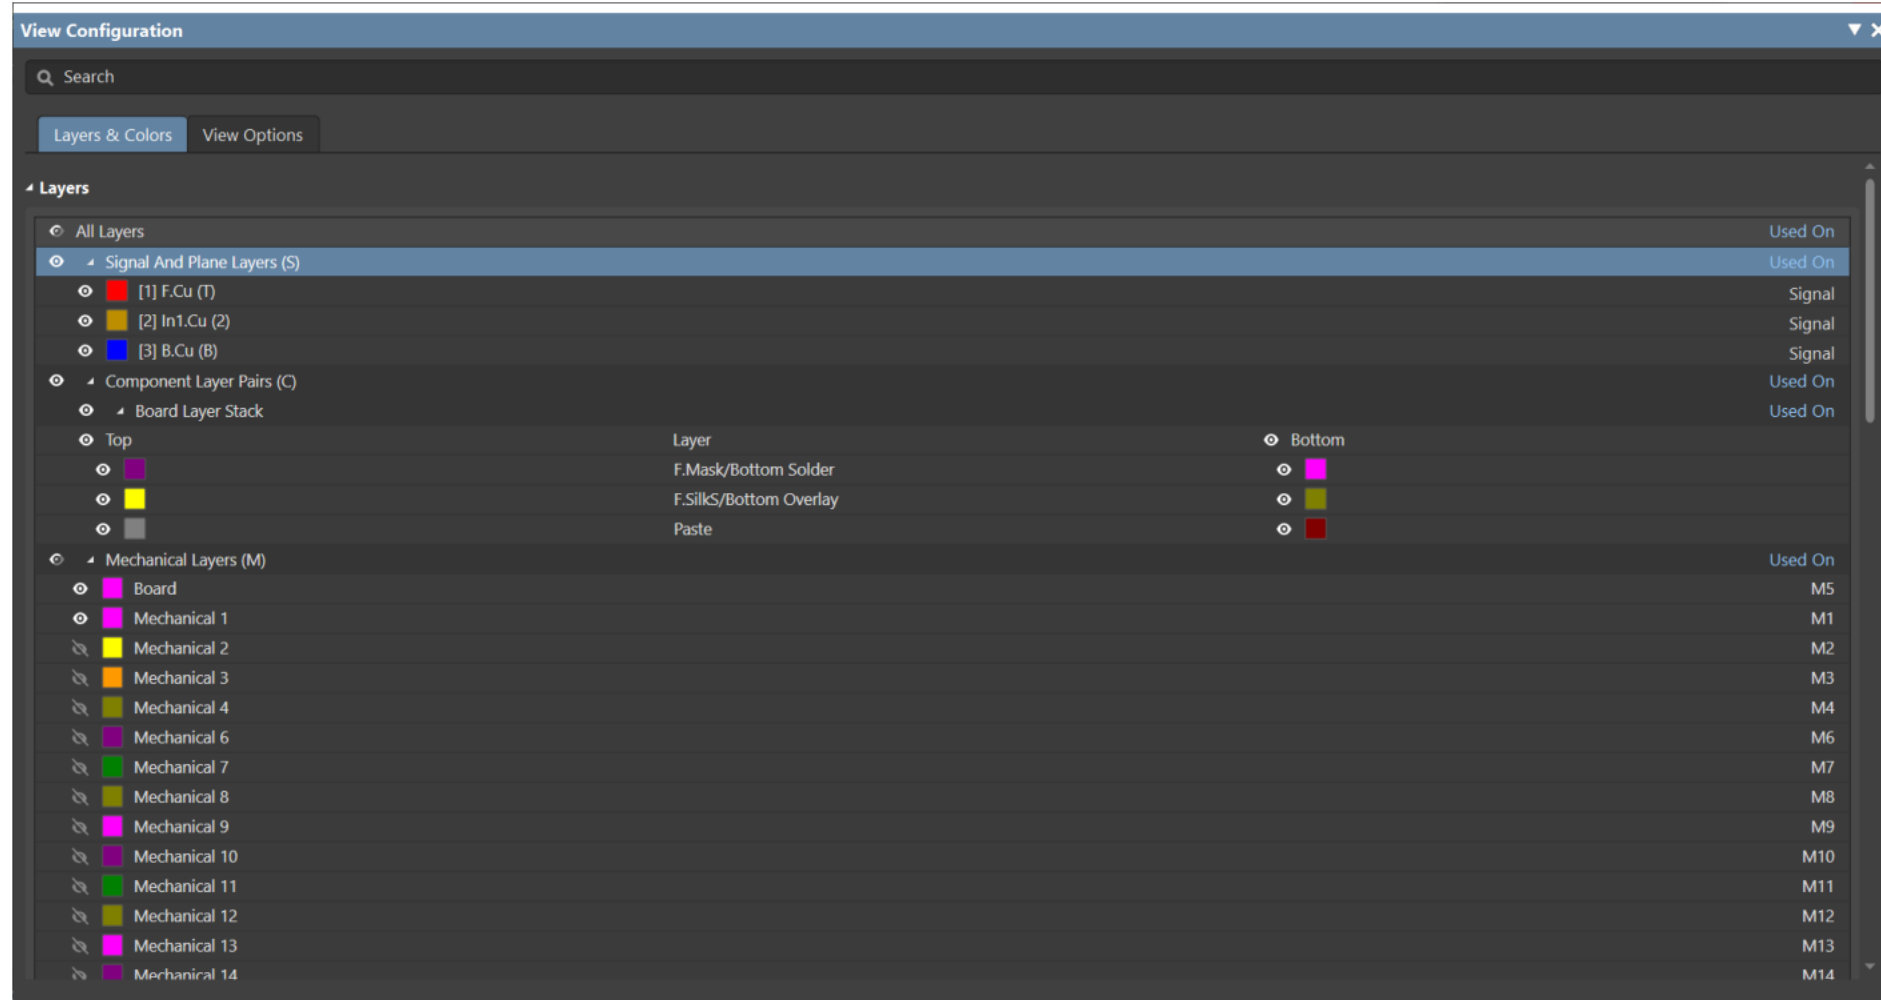 View Configuration
Search
Layers & Colors View Options
Layers
All Layers Used On
Signal And Plane Layers (S) Used On
[1] F.Cu (T) Signal
[2] In1.Cu (2) Signal
[3] B.Cu (B) Signal
Component Layer Pairs (C) Used On
Board Layer Stack Used On
Top Layer Bottom
F.Mask/Bottom Solder
F.SilkS/Bottom Overlay
Paste
Mechanical Layers (M) Used On
Board M5
Mechanical 1 M1
Mechanical 2 M2
Mechanical 3 M3
Mechanical 4 M4
Mechanical 6 M6
Mechanical 7 M7
Mechanical 8 M8
Mechanical 9 M9
Mechanical 10 M10
Mechanical 11 M11
Mechanical 12 M12
Mechanical 13 M13
Mechanical 14 M14